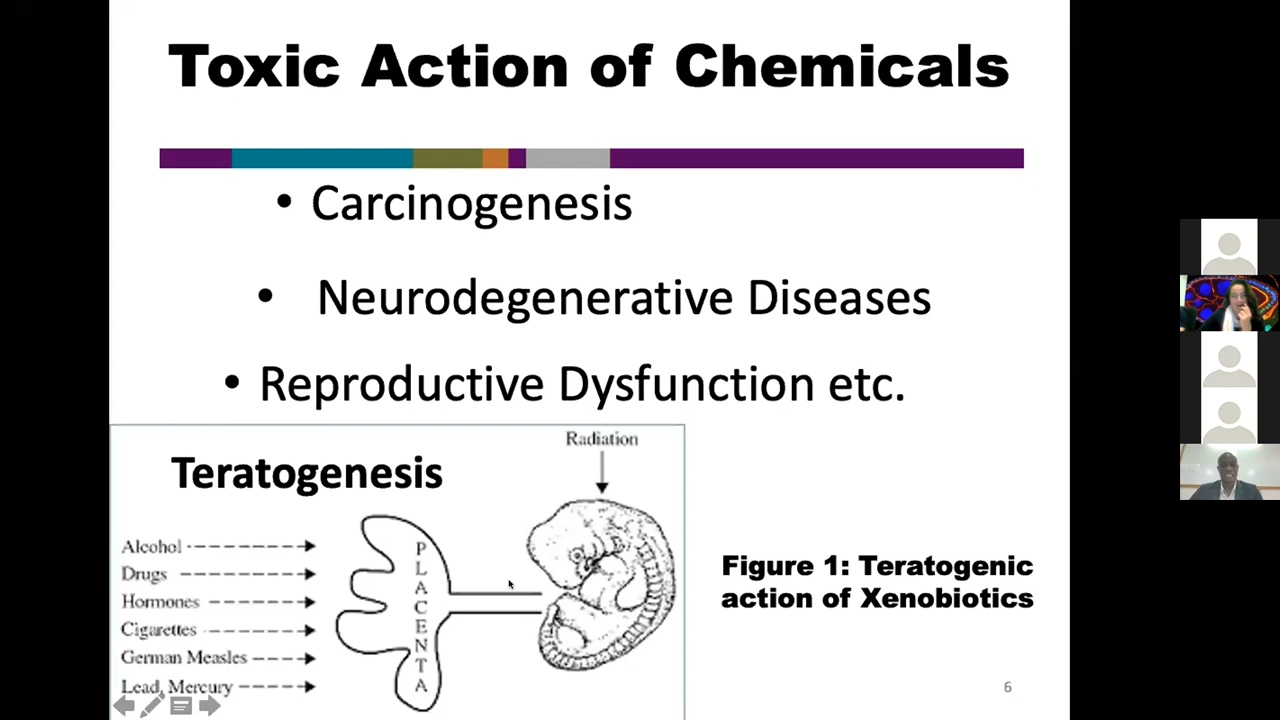 Toxic Action of Chemicals
• Carcinogenesis
• Neurodegenerative Diseases
• Reproductive Dysfunction etc.
Radiation
Teratogenesis
Alcohol
Drugs
Hormones
Cigarettes
German Measles
Lead, Mercury
PLACENTA
Figure 1: Teratogenic
action of Xenobiotics
6